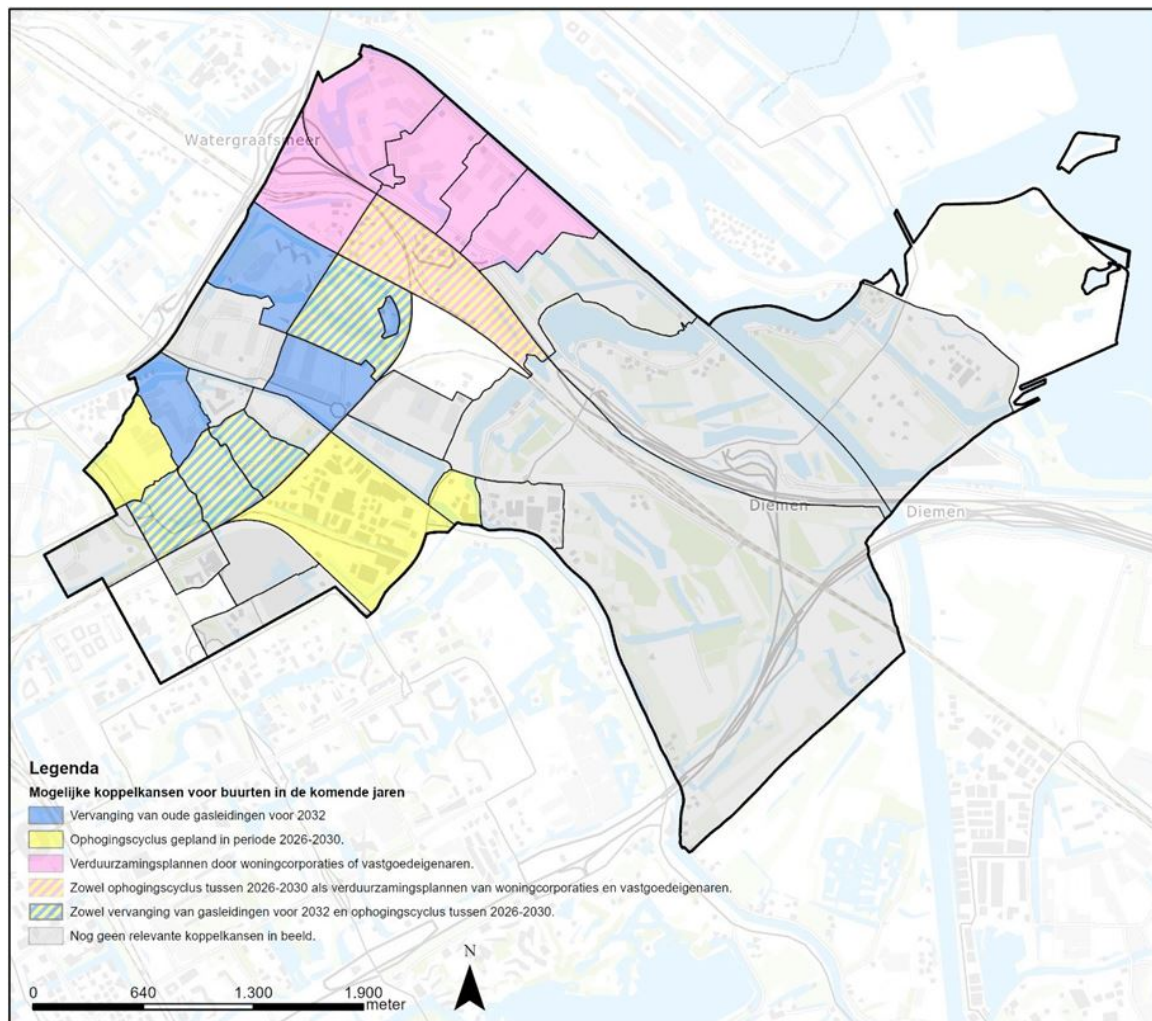 Watergraafsmeer
Diemen
Diemen
Legenda
Mogelijke koppelkansen voor buurten in de komende jaren
Vervanging van oude gasleidingen voor 2032
Ophogingscyclus gepland in periode 2026-2030.
Verduurzamingsplannen door woningcorporaties of vastgoedeigenaren.
Zowel ophogingscyclus tussen 2026-2030 als verduurzamingsplannen van woningcorporaties en vastgoedeigenaren.
Zowel vervanging van gasleidingen voor 2032 en ophogingscyclus tussen 2026-2030.
Nog geen relevante koppelkansen in beeld.
N
0 640 1.300 1.900
meter